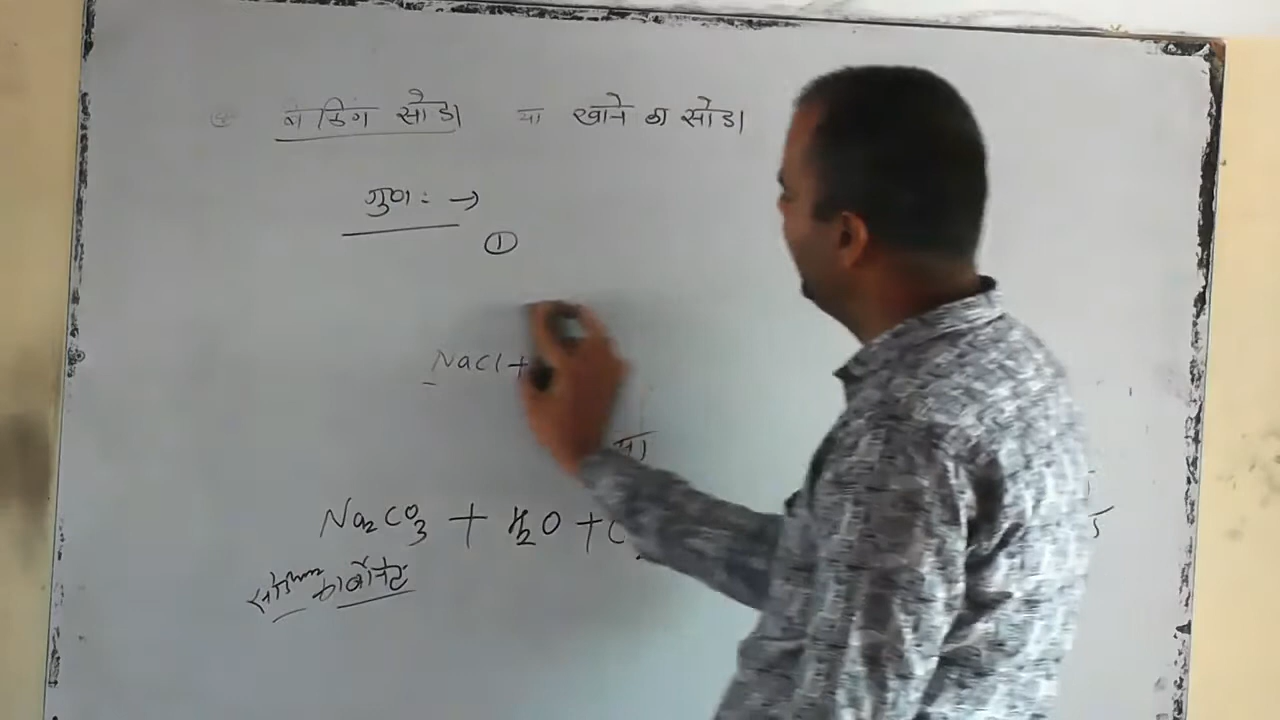 बेकिंग सोडा या खाने का सोडा
गुण : →
①
NaCl +
या
Na₂CO₃ + H₂O + C
सोडियम कार्बोनेट